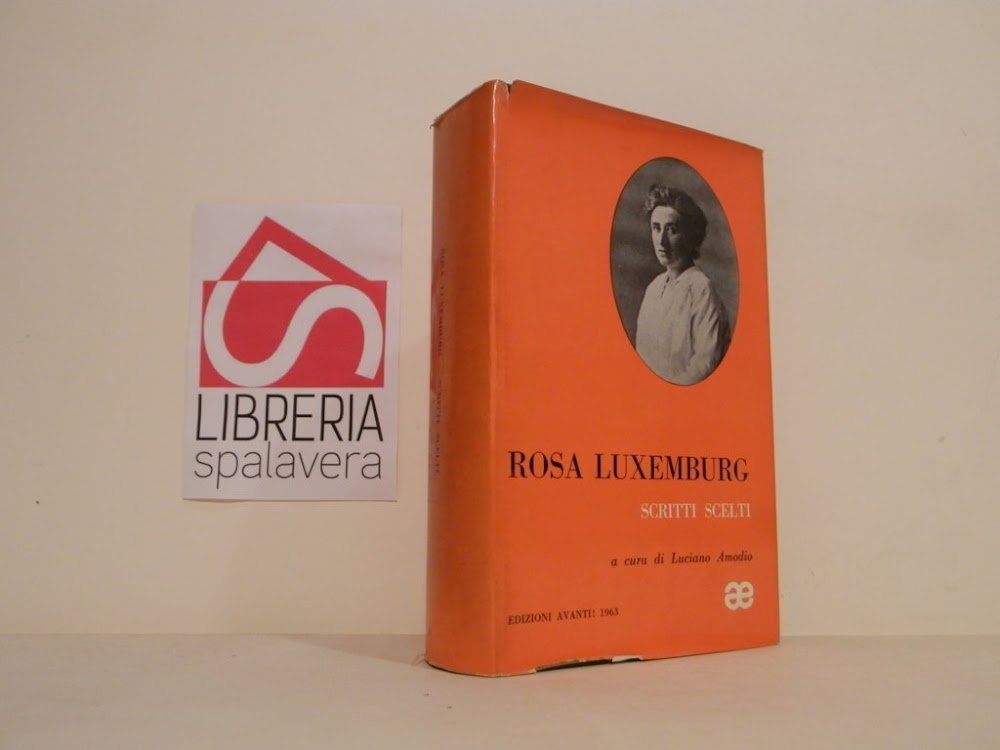 LIBRERIA
spalavera
ROSA LUXEMBURG
SCRITTI SCELTI
a cura di Luciano Amodio
æ
EDIZIONI AVANTI! 1963